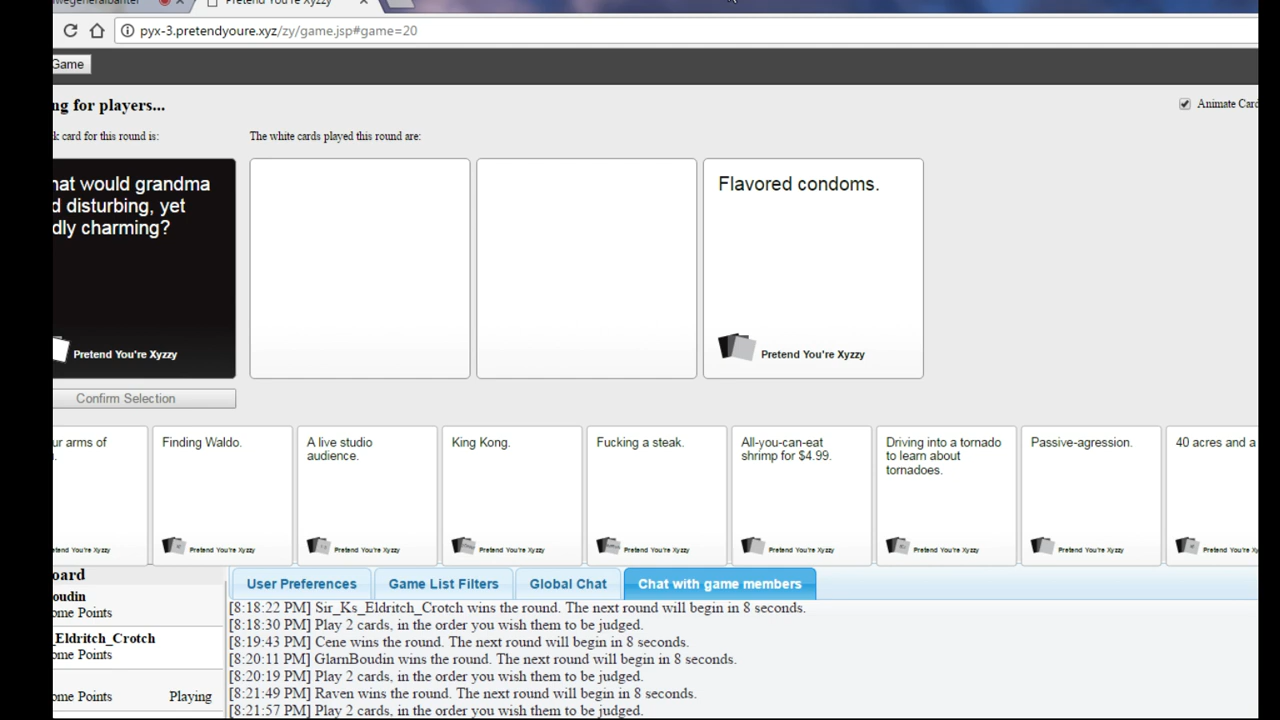 Pretend You're Xyzzy
pyx-3.pretendyoure.xyz/zy/game.jsp#game=20
Game
ng for players...
Animate Card
k card for this round is:
The white cards played this round are:
hat would grandma
d disturbing, yet
dly charming?
Pretend You're Xyzzy
Flavored condoms.
Pretend You're Xyzzy
Confirm Selection
ur arms of
Finding Waldo.
A live studio
audience.
King Kong.
Fucking a steak.
All-you-can-eat
shrimp for $4.99.
Driving into a tornado
to learn about
tornadoes.
Passive-agression.
40 acres and a
Pretend You're Xyzzy
Pretend You're Xyzzy
Pretend You're Xyzzy
Pretend You're Xyzzy
Pretend You're Xyzzy
Pretend You're Xyzzy
Pretend You're Xyzzy
Pretend You're Xyzzy
oard
oudin
ome Points
_Eldritch_Crotch
ome Points
ome Points
Playing
User Preferences
Game List Filters
Global Chat
Chat with game members
[8:18:22 PM] Sir_Ks_Eldritch_Crotch wins the round. The next round will begin in 8 seconds.
[8:18:30 PM] Play 2 cards, in the order you wish them to be judged.
[8:19:43 PM] Cene wins the round. The next round will begin in 8 seconds.
[8:20:11 PM] GlamBoudin wins the round. The next round will begin in 8 seconds.
[8:20:19 PM] Play 2 cards, in the order you wish them to be judged.
[8:21:49 PM] Raven wins the round. The next round will begin in 8 seconds.
[8:21:57 PM] Play 2 cards, in the order you wish them to be judged.